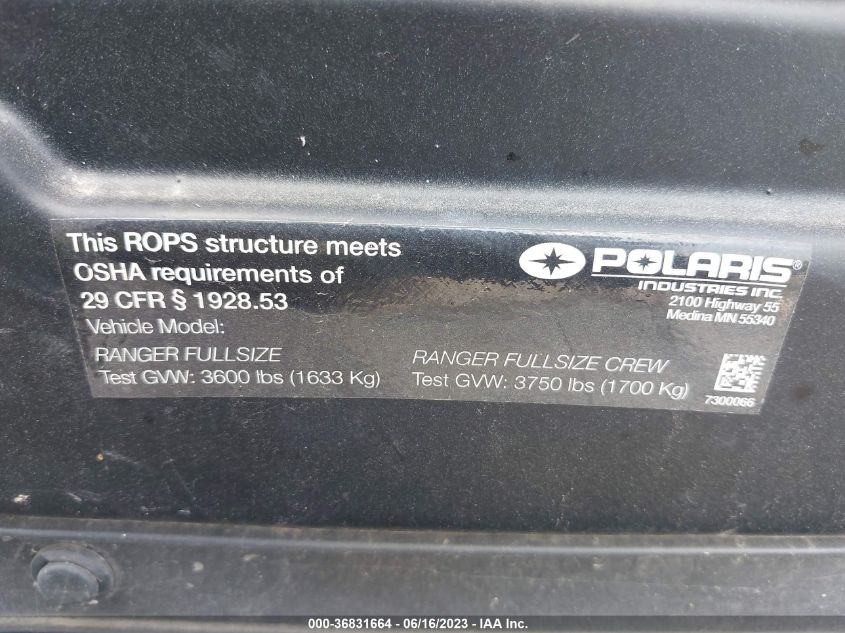 This ROPS structure meets
OSHA requirements of
29 CFR § 1928.53
Vehicle Model:
RANGER FULLSIZE
Test GVW: 3600 lbs (1633 Kg)
POLARIS®
INDUSTRIES INC.
2100 Highway 55
Medina MN 55340
RANGER FULLSIZE CREW
Test GVW: 3750 lbs (1700 Kg)
7300066
000-36831664 - 06/16/2023 - IAA Inc.